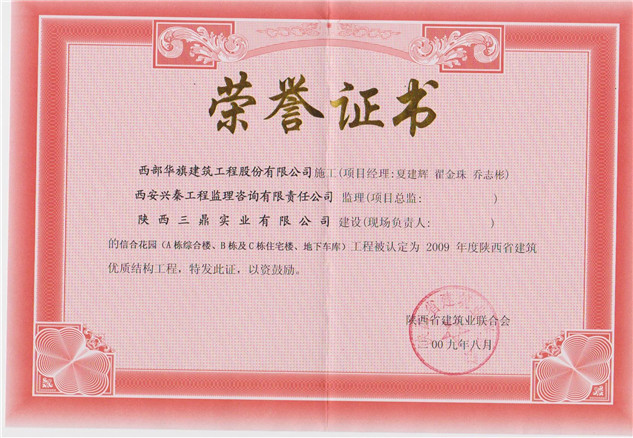 荣誉证书
西部华旗建筑工程股份有限公司施工(项目经理:夏建辉 翟金珠 乔志彬)
西安兴秦工程监理咨询有限责任公司 监理(项目总监: )
陕西三鼎实业有限公司 建设(现场负责人: )
的信合花园（A栋综合楼、B栋及C栋住宅楼、地下车库）工程被认定为 2009 年度陕西省建筑
优质结构工程，特发此证，以资鼓励。
陕西省建筑业联合会
二00九年八月